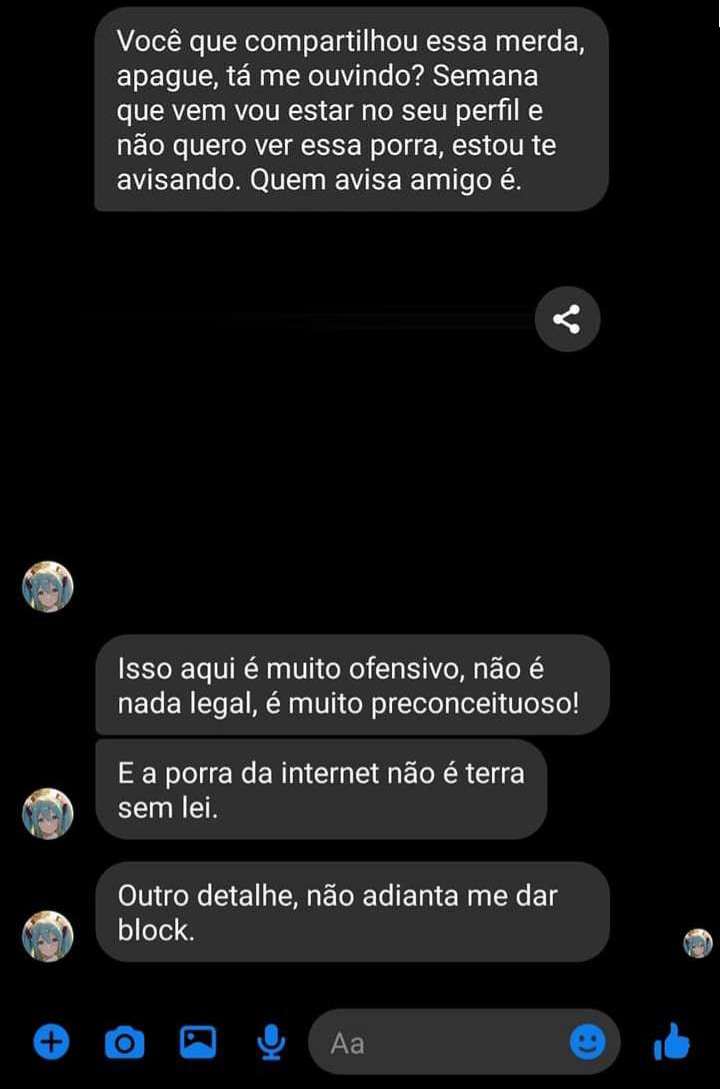 Você que compartilhou essa merda,
apague, tá me ouvindo? Semana
que vem vou estar no seu perfil e
não quero ver essa porra, estou te
avisando. Quem avisa amigo é.
Isso aqui é muito ofensivo, não é
nada legal, é muito preconceituoso!
E a porra da internet não é terra
sem lei.
Outro detalhe, não adianta me dar
block.
Aa